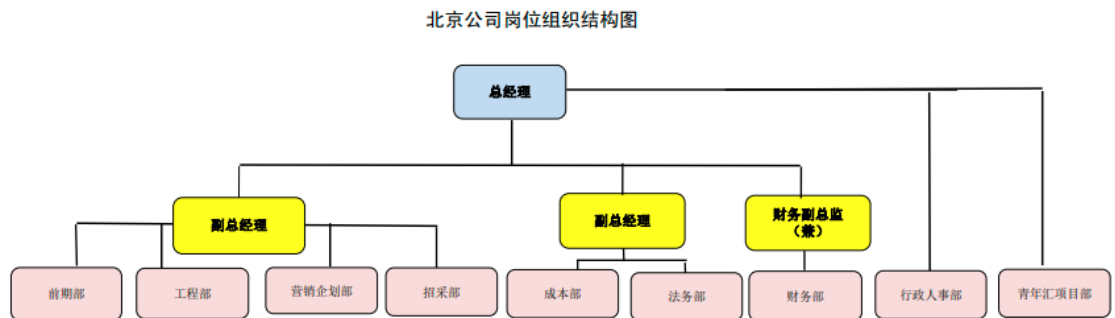 北京公司岗位组织结构图
总经理
副总经理
副总经理
财务副总监
（兼）
前期部
工程部
营销企划部
招采部
成本部
法务部
财务部
行政人事部
青年汇项目部